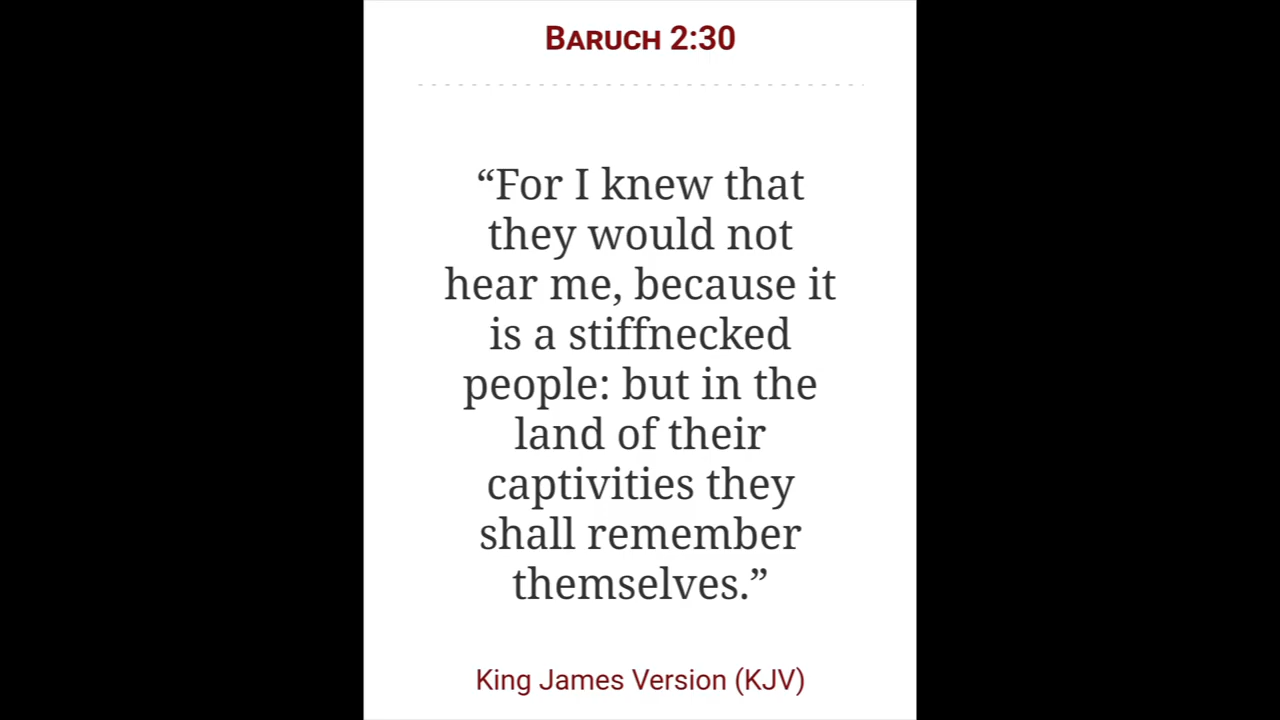 Baruch 2:30
“For I knew that
they would not
hear me, because it
is a stiffnecked
people: but in the
land of their
captivities they
shall remember
themselves.”
King James Version (KJV)